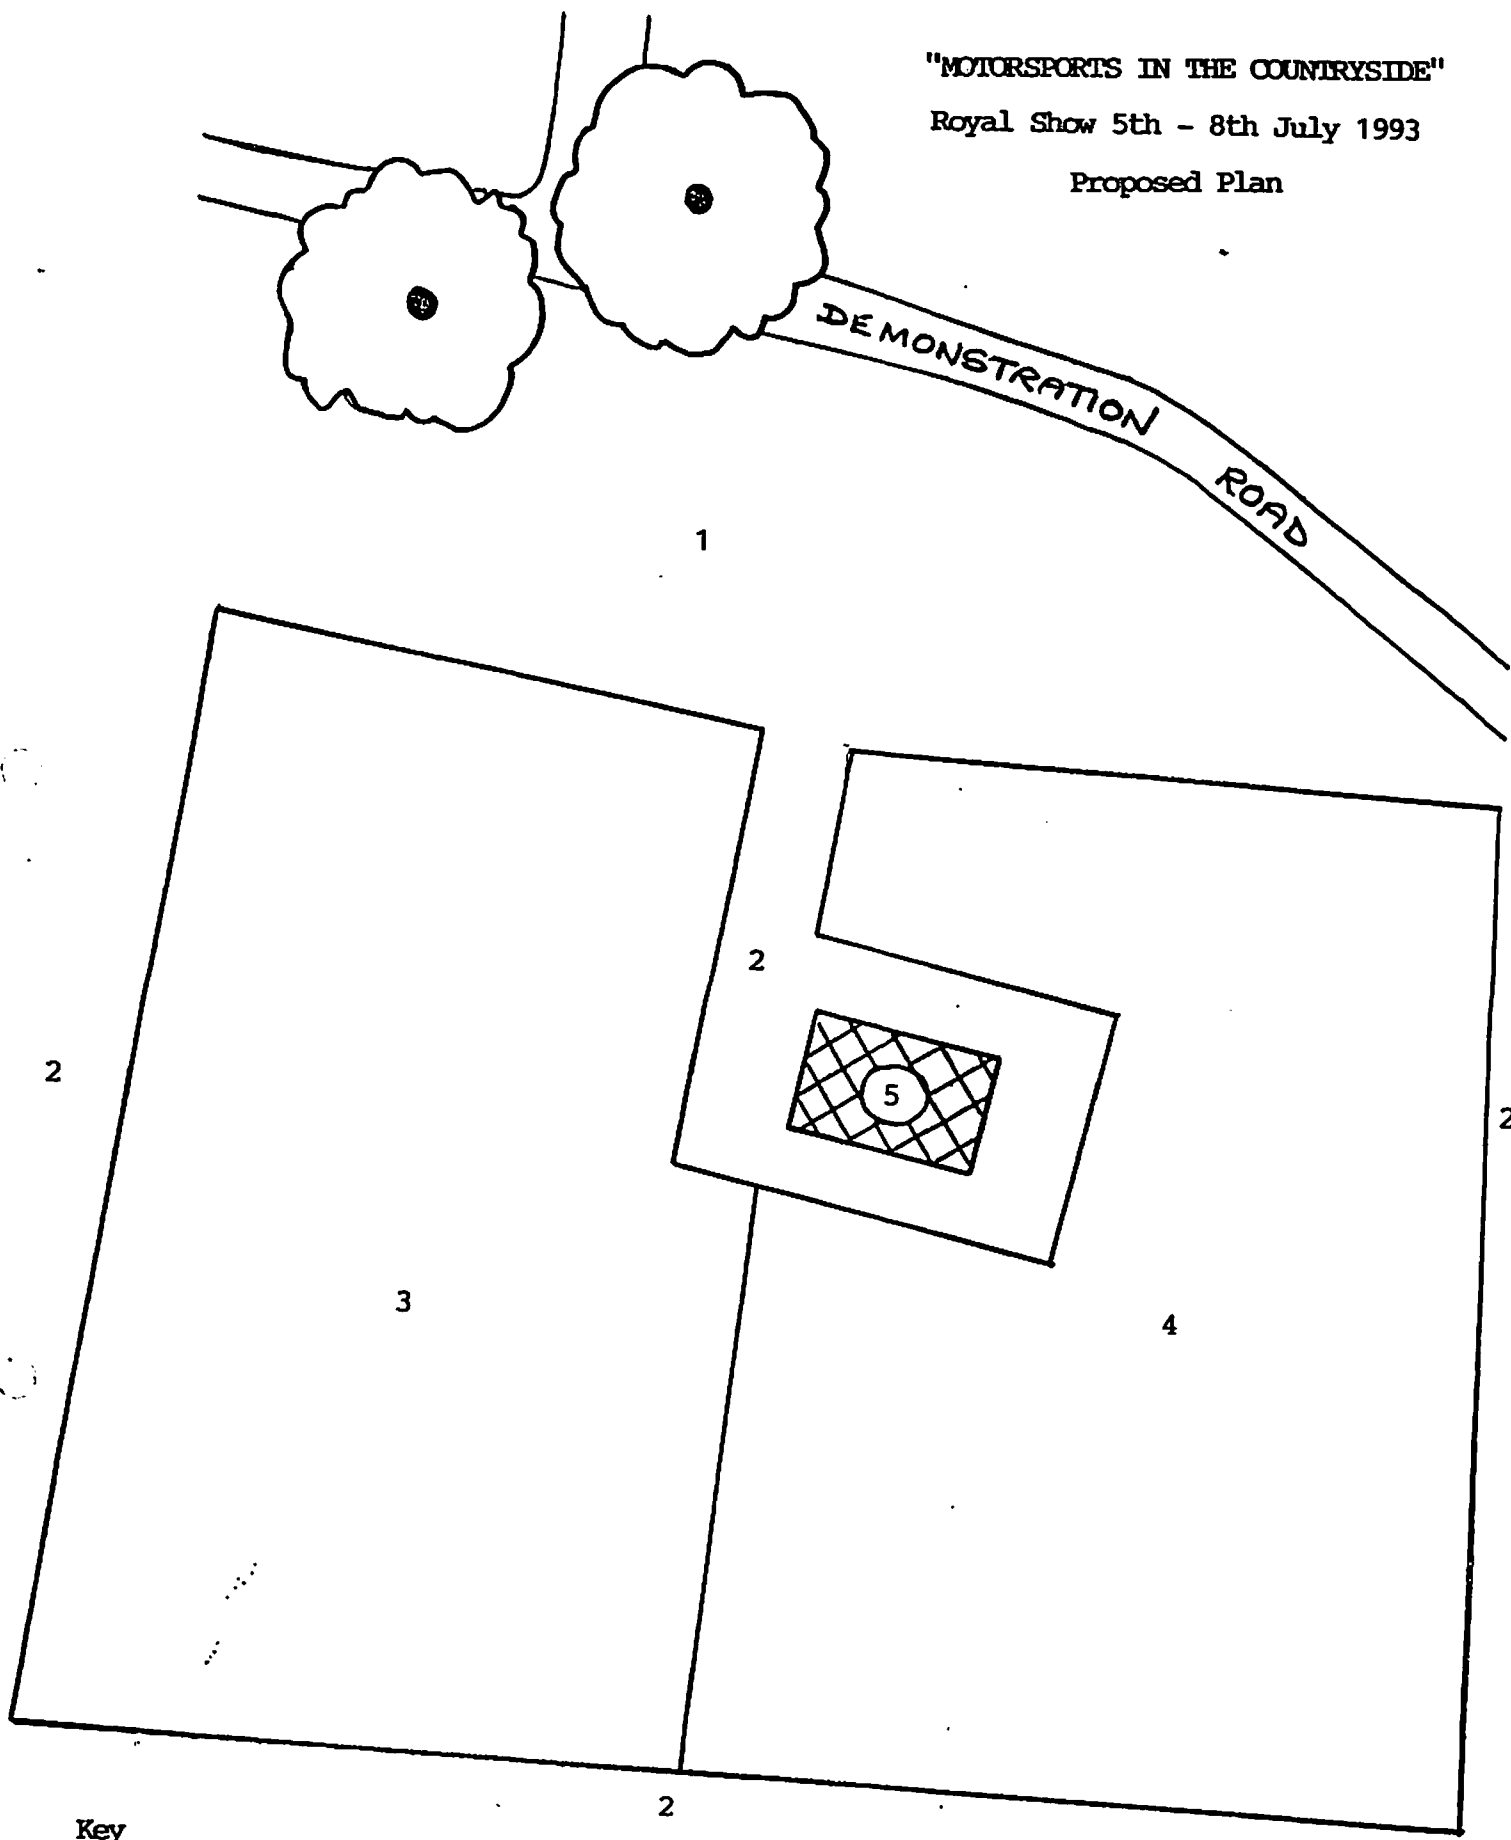 "MOTORSPORTS IN THE COUNTRYSIDE"
Royal Show 5th - 8th July 1993
Proposed Plan
DEMONSTRATION ROAD
1
2
2
5
2
3
4
2
Key